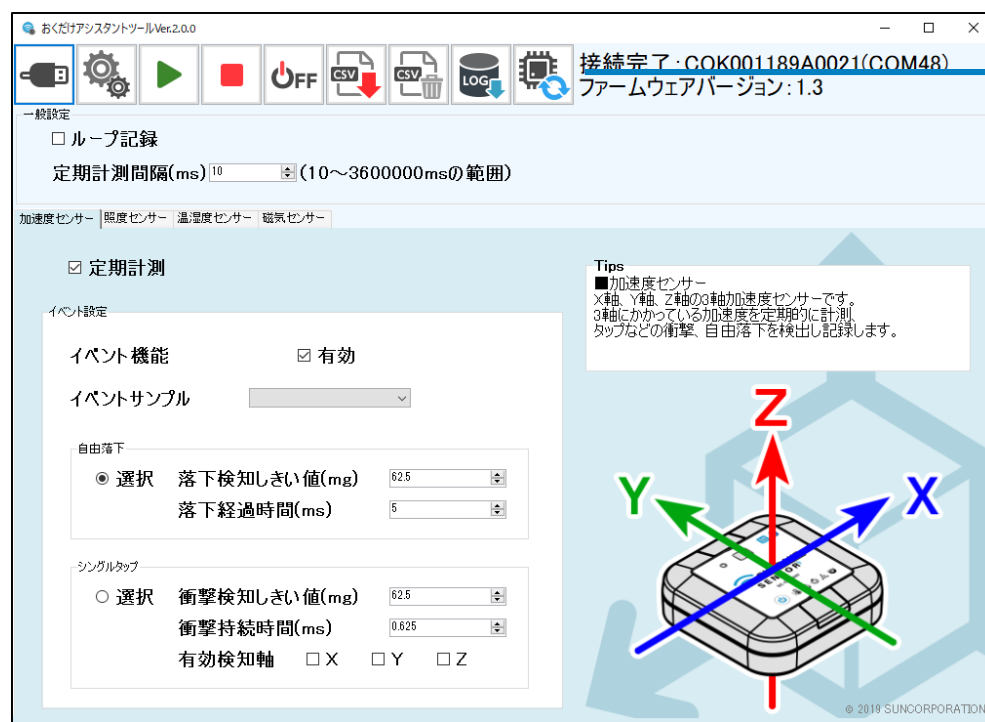 おくだけアシスタントツールVer.2.0.0
OFF CSV CSV LOG
接続完了:COK001189A0021(COM48)
ファームウェアバージョン:1.3
一般設定
ループ記録
定期計測間隔(ms) 10 (10～3600000msの範囲)
加速度センサー 照度センサー 温湿度センサー 磁気センサー
定期計測
Tips
■加速度センサー
X軸、Y軸、Z軸の3軸加速度センサーです。
3軸にかかっている加速度を定期的に計測、
タップなどの衝撃、自由落下を検出し記録します。
イベント設定
イベント機能 有効
イベントサンプル
自由落下
選択 落下検知しきい値(mg) 62.5
落下経過時間(ms) 5
シングルタップ
選択 衝撃検知しきい値(mg) 62.5
衝撃持続時間(ms) 0.625
有効検知軸 X Y Z
Z
Y
X
SENSOR
© 2019 SUNCORPORATION